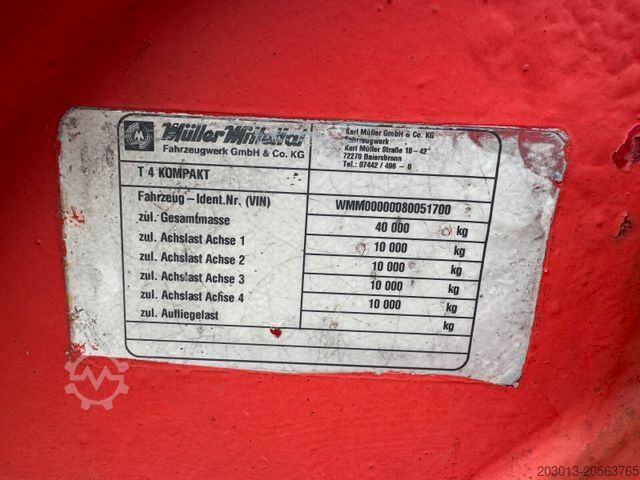 Müller Mitteltal
Fahrzeugwerk GmbH & Co. KG
Karl Müller GmbH & Co. KG
Fahrzeugwerk
Karl Müller Straße 18 - 42
72270 Baiersbronn
Tel. 07442 / 496 - 0
T 4 KOMPAKT
Fahrzeug - Ident.Nr. (VIN) WMM00000080051700
zul. Gesamtmasse 40 000 kg
zul. Achslast Achse 1 10 000 kg
zul. Achslast Achse 2 10 000 kg
zul. Achslast Achse 3 10 000 kg
zul. Achslast Achse 4 10 000 kg
zul. Aufliegelast kg
203013-20563765